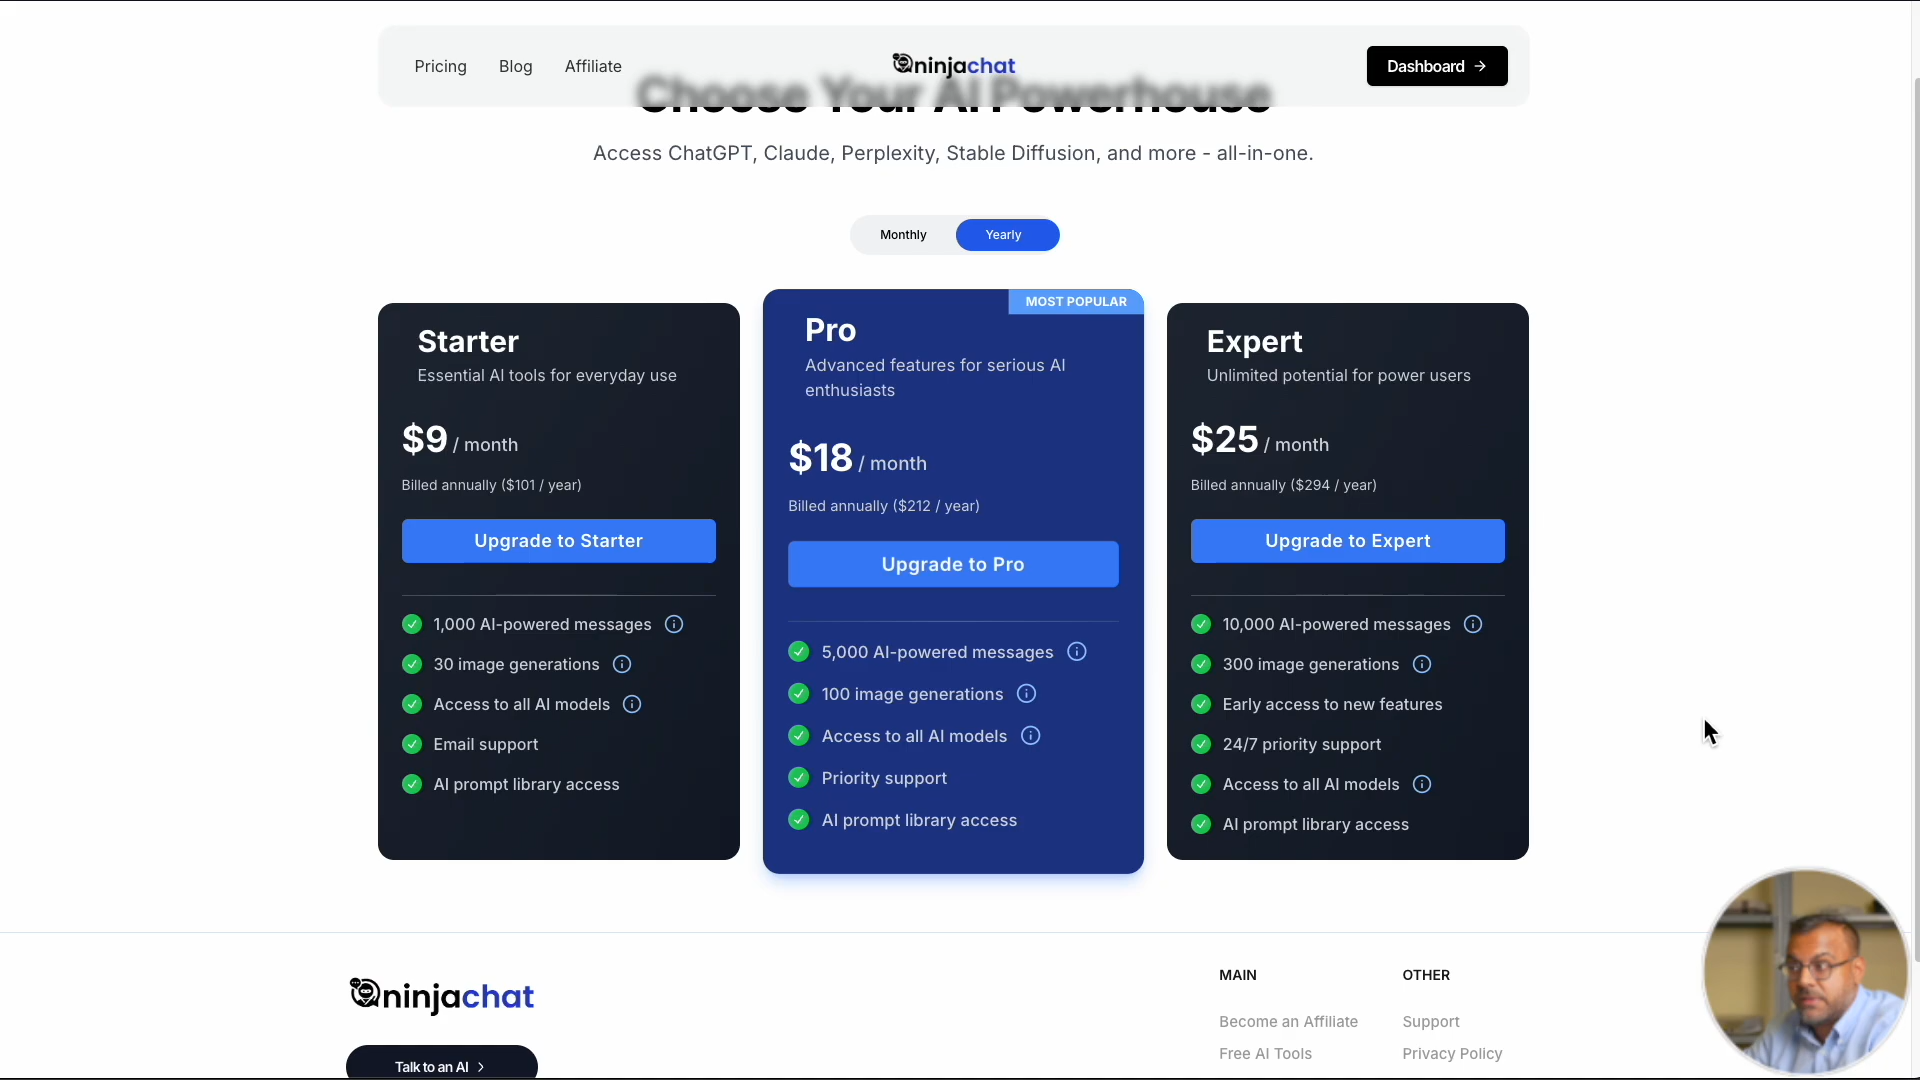 Pricing
Blog
Affiliate
ninjachat
Dashboard
Choose Your AI Powerhouse
Access ChatGPT, Claude, Perplexity, Stable Diffusion, and more - all-in-one.
Monthly
Yearly
Starter
Essential AI tools for everyday use
$9 / month
Billed annually ($101 / year)
Upgrade to Starter
1,000 AI-powered messages
30 image generations
Access to all AI models
Email support
AI prompt library access
MOST POPULAR
Pro
Advanced features for serious AI
enthusiasts
$18 / month
Billed annually ($212 / year)
Upgrade to Pro
5,000 AI-powered messages
100 image generations
Access to all AI models
Priority support
AI prompt library access
Expert
Unlimited potential for power users
$25 / month
Billed annually ($294 / year)
Upgrade to Expert
10,000 AI-powered messages
300 image generations
Early access to new features
24/7 priority support
Access to all AI models
AI prompt library access
ninjachat
Talk to an AI
MAIN
Become an Affiliate
Free AI Tools
OTHER
Support
Privacy Policy